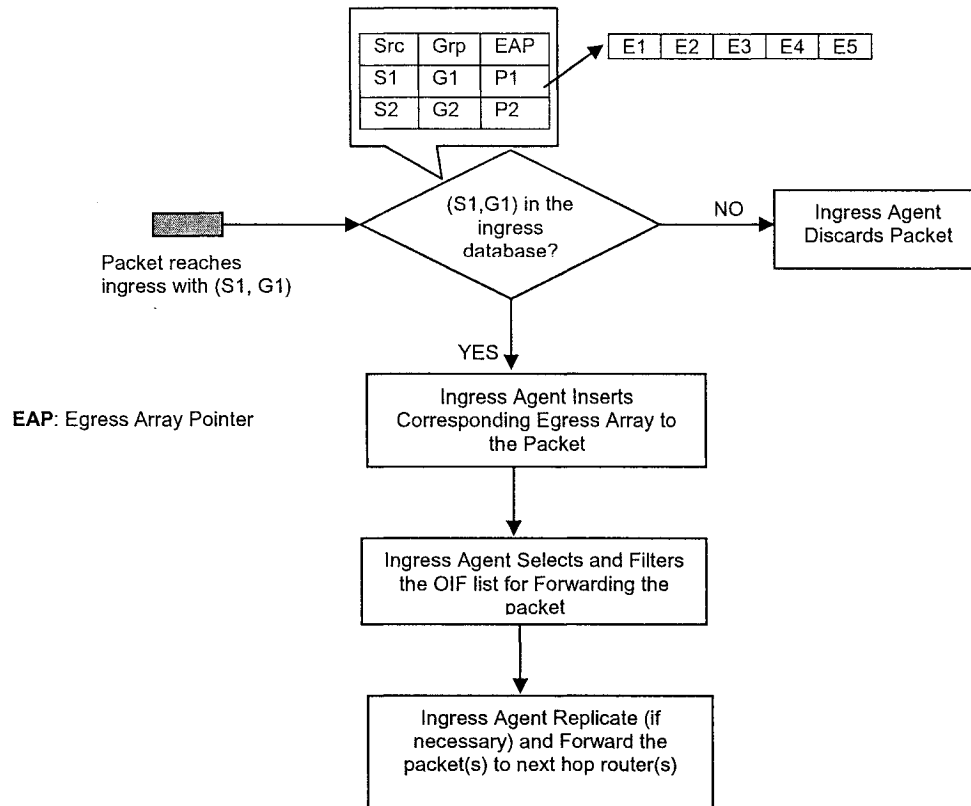 Src Grp EAP
S1 G1 P1
S2 G2 P2
E1 E2 E3 E4 E5
(S1,G1) in the
ingress
database?
NO
Ingress Agent
Discards Packet
Packet reaches
ingress with (S1, G1)
YES
Ingress Agent Inserts
Corresponding Egress Array to
the Packet
EAP: Egress Array Pointer
Ingress Agent Selects and Filters
the OIF list for Forwarding the
packet
Ingress Agent Replicate (if
necessary) and Forward the
packet(s) to next hop router(s)